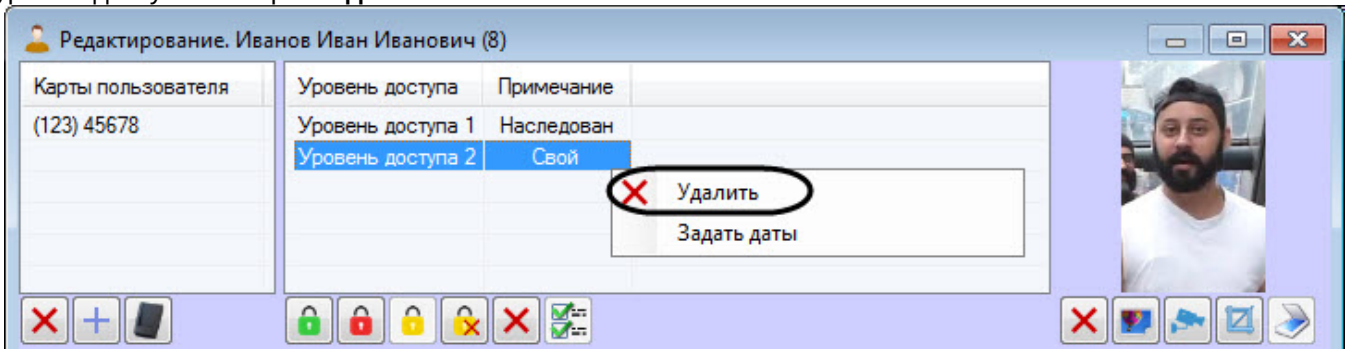 Редактирование. Иванов Иван Иванович (8)
Карты пользователя
(123) 45678
Уровень доступа Примечание
Уровень доступа 1 Наследован
Уровень доступа 2 Свой
Удалить
Задать даты